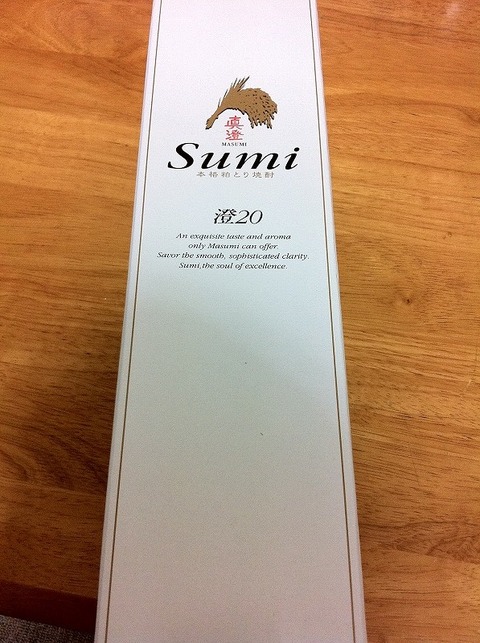 真澄
MASUMI
Sumi
本格粕とり焼酎
澄20
An exquisite taste and aroma
only Masumi can offer.
Savor the smooth, sophisticated clarity.
Sumi, the soul of excellence.